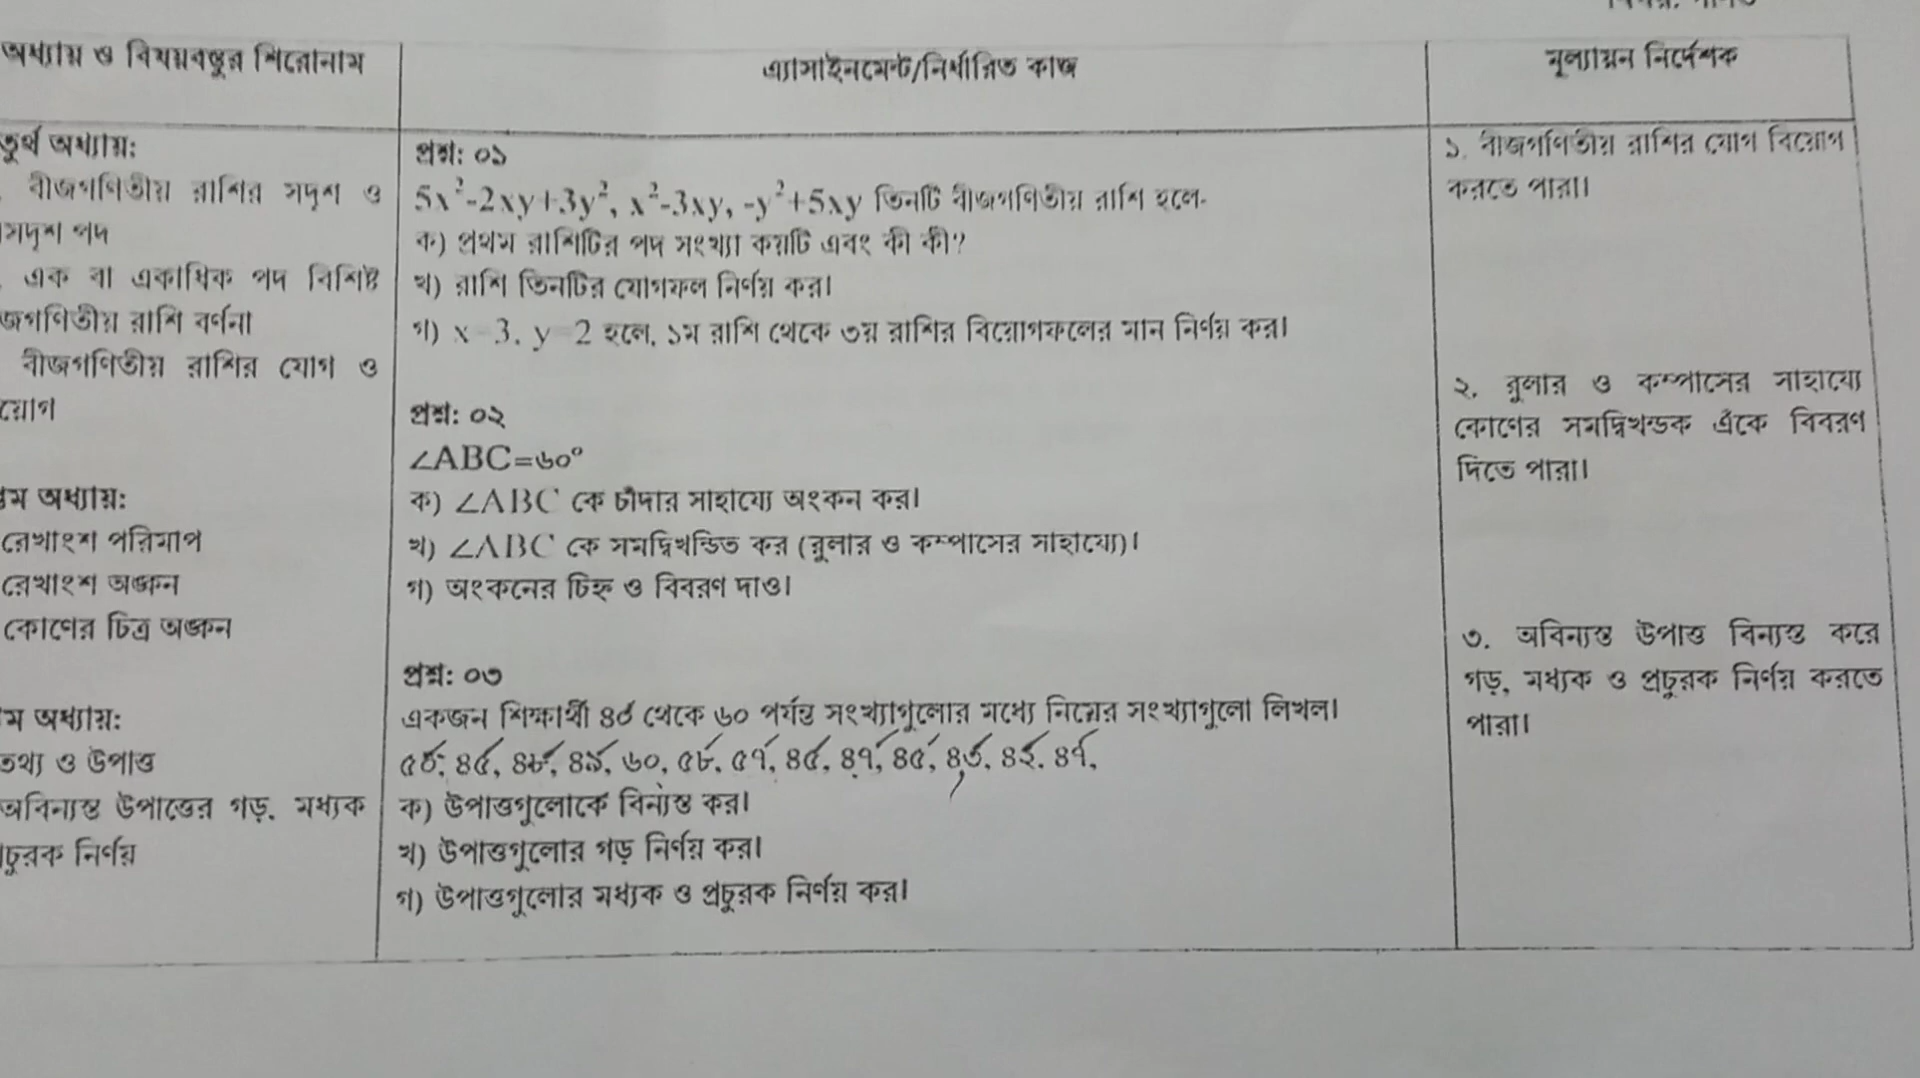 অধ্যায় ও বিষয়বস্তুর শিরোনাম
এ্যাসাইনমেন্ট/নির্ধারিত কাজ
মূল্যায়ন নির্দেশক
তুর্থ অধ্যায়:
বীজগণিতীয় রাশির সদৃশ ও
সদৃশ পদ
এক বা একাধিক পদ বিশিষ্ট
জগণিতীয় রাশি বর্ণনা
বীজগণিতীয় রাশির যোগ ও
য়োগ
ম অধ্যায়:
রেখাংশ পরিমাপ
রেখাংশ অঙ্কন
কোণের চিত্র অঙ্কন
ম অধ্যায়:
তথ্য ও উপাত্ত
অবিন্যস্ত উপাত্তের গড়, মধ্যক
চুরক নির্ণয়
প্রশ্ন: ০১
5x²-2xy+3y², x²-3xy, -y²+5xy তিনটি বীজগণিতীয় রাশি হলে-
ক) প্রথম রাশিটির পদ সংখ্যা কয়টি এবং কী কী?
খ) রাশি তিনটির যোগফল নির্ণয় কর।
গ) x=3, y=2 হলে, ১ম রাশি থেকে ৩য় রাশির বিয়োগফলের মান নির্ণয় কর।
প্রশ্ন: ০২
∠ABC=৬০°
ক) ∠ABC কে চাঁদার সাহায্যে অংকন কর।
খ) ∠ABC কে সমদ্বিখন্ডিত কর (রুলার ও কম্পাসের সাহায্যে)।
গ) অংকনের চিহ্ন ও বিবরণ দাও।
প্রশ্ন: ০৩
একজন শিক্ষার্থী থেকে ৬০ পর্যন্ত সংখ্যাগুলোর মধ্যে নিম্নের সংখ্যাগুলো লিখল।
৪৯, ৬০, ৫৮, ৫৭, ৪৫, ৪৭, ৪৫, ৪২. ৪৭,
ক) উপাত্তগুলোকে বিন্যস্ত কর।
খ) উপাত্তগুলোর গড় নির্ণয় কর।
গ) উপাত্তগুলোর মধ্যক ও প্রচুরক নির্ণয় কর।
১. বীজগণিতীয় রাশির যোগ বিয়োগ
করতে পারা।
২. রুলার ও কম্পাসের সাহায্যে
কোণের সমদ্বিখন্ডক এঁকে বিবরণ
দিতে পারা।
৩. অবিন্যস্ত উপাত্ত বিন্যস্ত করে
গড়, মধ্যক ও প্রচুরক নির্ণয় করতে
পারা।